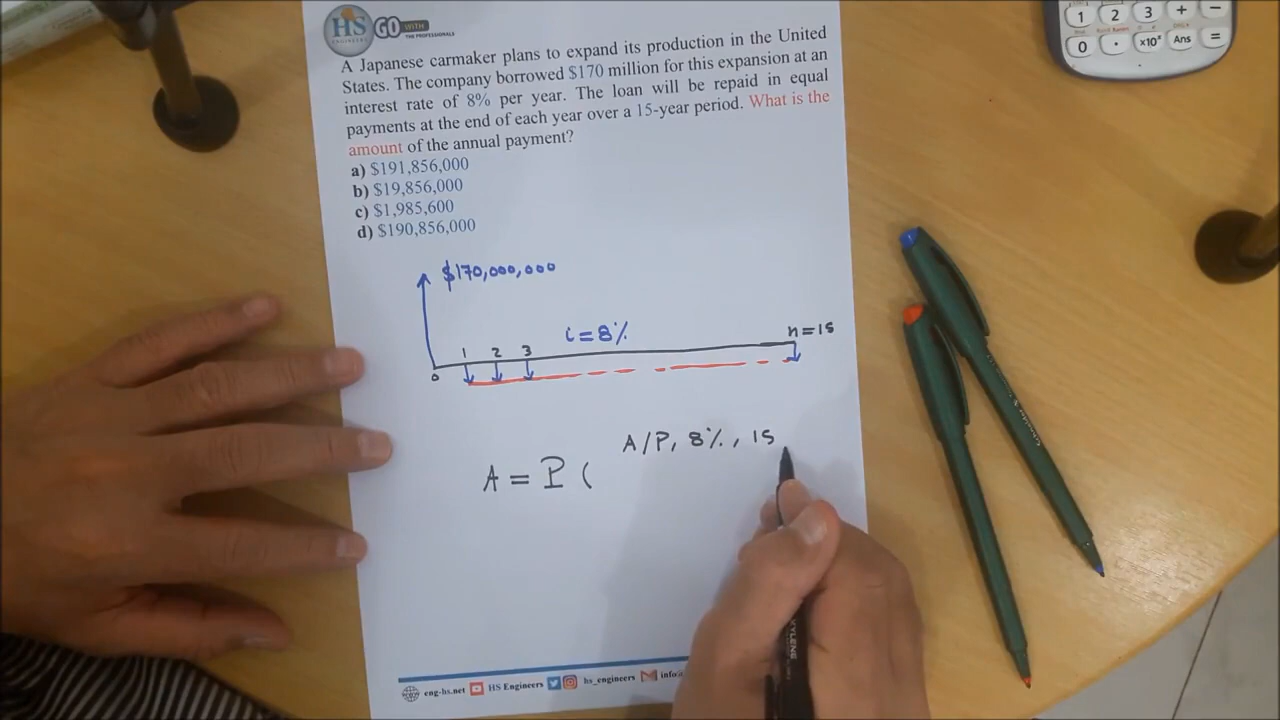 HS
ENGINEERS
GO WITH
THE PROFESSIONALS
A Japanese carmaker plans to expand its production in the United
States. The company borrowed $170 million for this expansion at an
interest rate of 8% per year. The loan will be repaid in equal
payments at the end of each year over a 15-year period. What is the
amount of the annual payment?
a) $191,856,000
b) $19,856,000
c) $1,985,600
d) $190,856,000
$170,000,000
i=8%
n=15
1 2 3
0
A/P, 8%, 15
A = P (
eng-hs.net HS Engineers hs_engineers info@
1 2 3 + −
0 · ×10ˣ Ans =